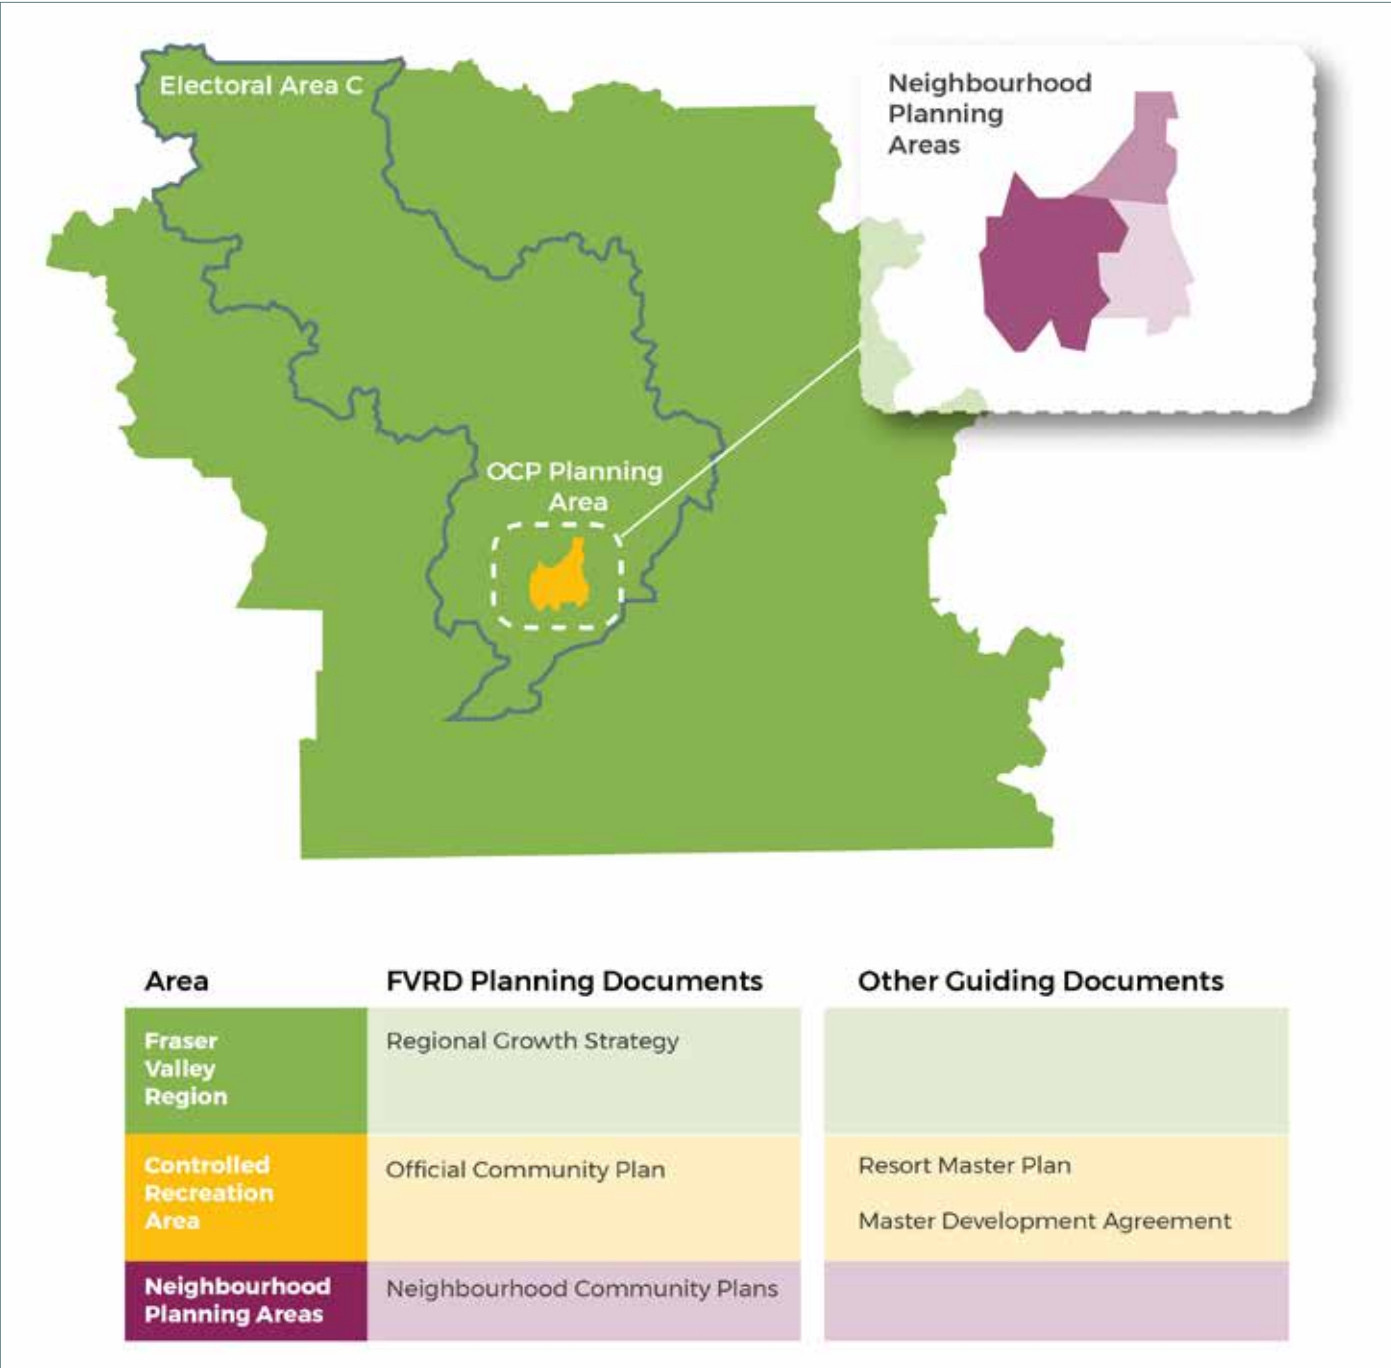 Electoral Area C
Neighbourhood
Planning
Areas
OCP Planning
Area
Area
FVRD Planning Documents
Other Guiding Documents
Fraser
Valley
Region
Regional Growth Strategy
Controlled
Recreation
Area
Official Community Plan
Resort Master Plan
Master Development Agreement
Neighbourhood
Planning Areas
Neighbourhood Community Plans